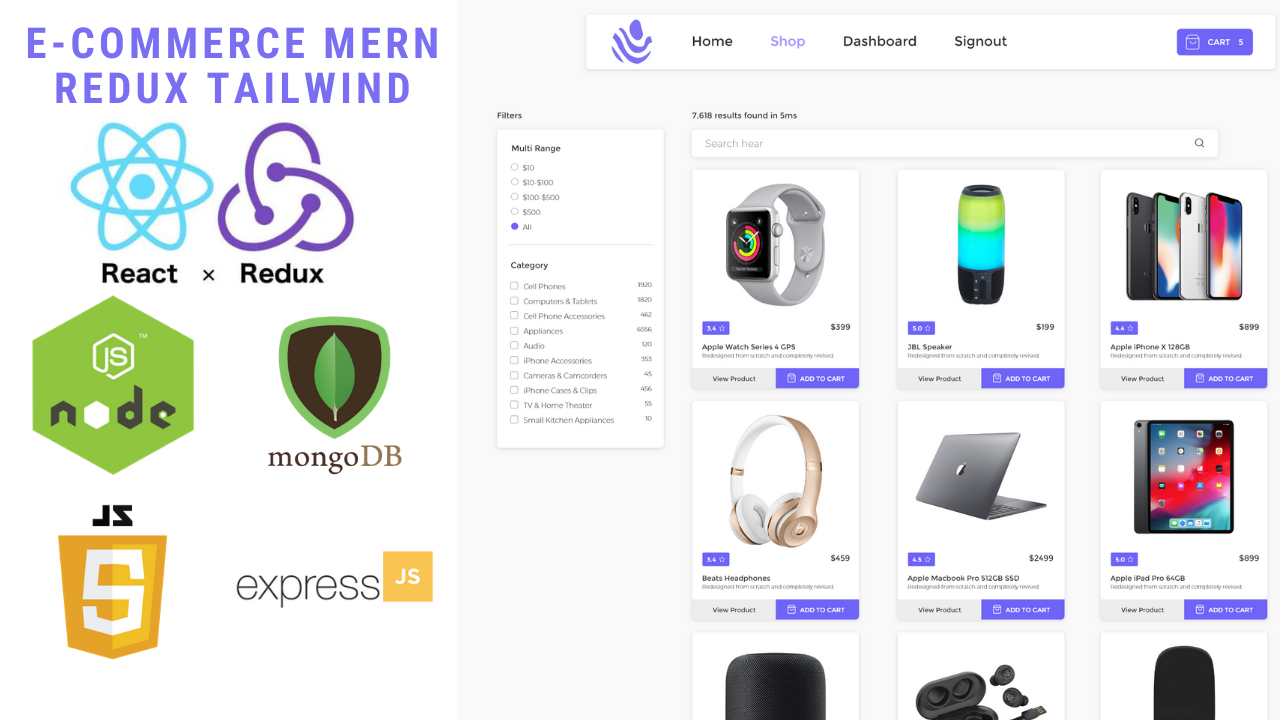 E-COMMERCE MERN
REDUX TAILWIND
React × Redux
JS
node
TM
mongoDB
JS
5
express
JS
Home
Shop
Dashboard
Signout
CART 5
Filters
Multi Range
$10
$10-$100
$100-$500
$500
All
Category
Cell Phones 1920
Computers & Tablets 1820
Cell Phone Accessories 462
Appliances 6556
Audio 120
iPhone Accessories 353
Cameras & Camcorders 45
iPhone Cases & Clips 456
TV & Home Theater 55
Small Kitchen Appliances 10
7,618 results found in 5ms
Search hear
3.4 $399
Apple Watch Series 4 GPS
Redesigned from scratch and completely revised.
View Product ADD TO CART
5.0 $199
JBL Speaker
Redesigned from scratch and completely revised.
View Product ADD TO CART
4.4 $899
Apple iPhone X 128GB
Redesigned from scratch and completely revised.
View Product ADD TO CART
3.4 $459
Beats Headphones
Redesigned from scratch and completely revised.
View Product ADD TO CART
4.5 $2499
Apple Macbook Pro 512GB SSD
Redesigned from scratch and completely revised.
View Product ADD TO CART
5.0 $899
Apple iPad Pro 64GB
Redesigned from scratch and completely revised.
View Product ADD TO CART